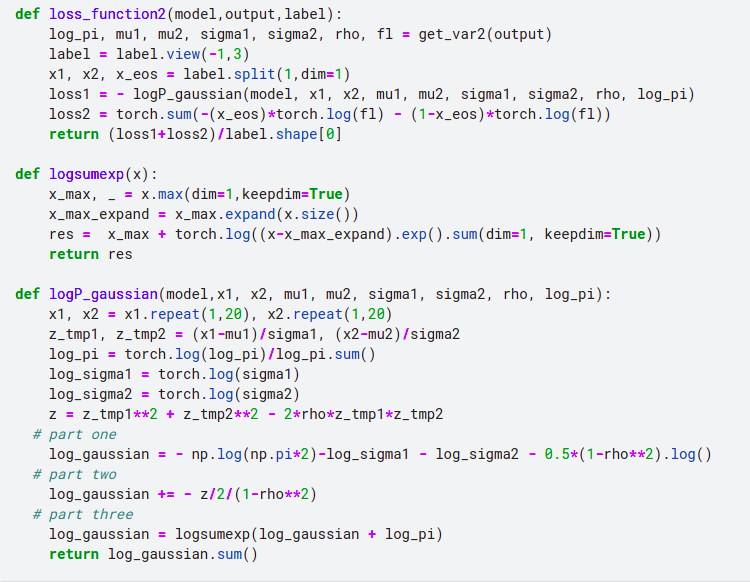 def loss_function2(model,output,label):
    log_pi, mu1, mu2, sigma1, sigma2, rho, fl = get_var2(output)
    label = label.view(-1,3)
    x1, x2, x_eos = label.split(1,dim=1)
    loss1 = - logP_gaussian(model, x1, x2, mu1, mu2, sigma1, sigma2, rho, log_pi)
    loss2 = torch.sum(-(x_eos)*torch.log(fl) - (1-x_eos)*torch.log(fl))
    return (loss1+loss2)/label.shape[0]

def logsumexp(x):
    x_max, _ = x.max(dim=1,keepdim=True)
    x_max_expand = x_max.expand(x.size())
    res =  x_max + torch.log((x-x_max_expand).exp().sum(dim=1, keepdim=True))
    return res

def logP_gaussian(model,x1, x2, mu1, mu2, sigma1, sigma2, rho, log_pi):
    x1, x2 = x1.repeat(1,20), x2.repeat(1,20)
    z_tmp1, z_tmp2 = (x1-mu1)/sigma1, (x2-mu2)/sigma2
    log_pi = torch.log(log_pi)/log_pi.sum()
    log_sigma1 = torch.log(sigma1)
    log_sigma2 = torch.log(sigma2)
    z = z_tmp1**2 + z_tmp2**2 - 2*rho*z_tmp1*z_tmp2
  # part one
    log_gaussian = - np.log(np.pi*2)-log_sigma1 - log_sigma2 - 0.5*(1-rho**2).log()
  # part two
    log_gaussian += - z/2/(1-rho**2)
  # part three
    log_gaussian = logsumexp(log_gaussian + log_pi)
    return log_gaussian.sum()